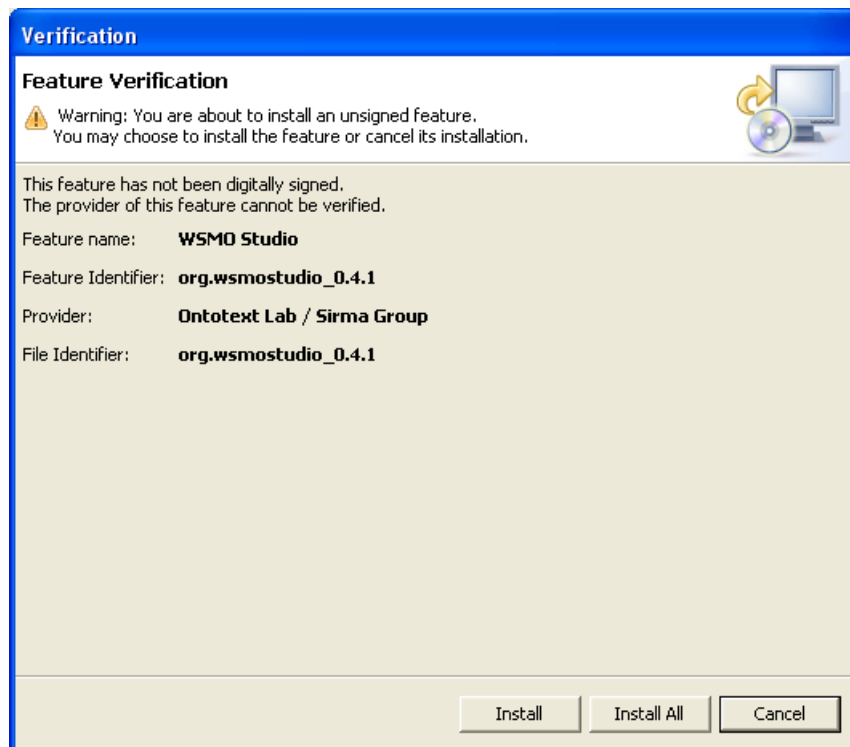 Verification
Feature Verification
Warning: You are about to install an unsigned feature.
You may choose to install the feature or cancel its installation.
This feature has not been digitally signed.
The provider of this feature cannot be verified.
Feature name: WSMO Studio
Feature Identifier: org.wsmostudio_0.4.1
Provider: Ontotext Lab / Sirma Group
File Identifier: org.wsmostudio_0.4.1
Install Install All Cancel